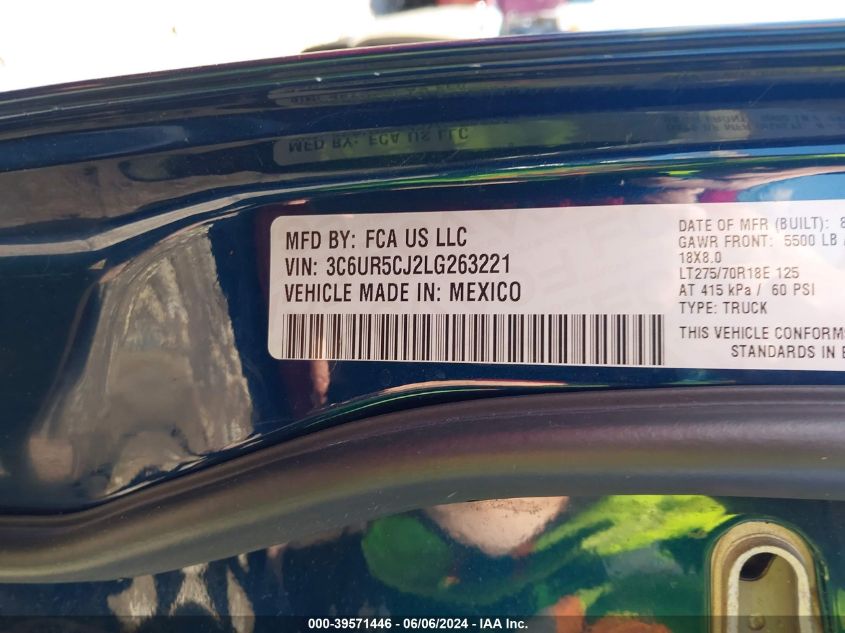 MFD BY: FCA US LLC
VIN: 3C6UR5CJ2LG263221
VEHICLE MADE IN: MEXICO
DATE OF MFR (BUILT): 8
GAWR FRONT: 5500 LB /
18X8.0
LT275/70R18E 125
AT 415 kPa / 60 PSI
TYPE: TRUCK
THIS VEHICLE CONFORMS
STANDARDS IN E
MFD BY: FCA US LLC
000-39571446 - 06/06/2024 - IAA Inc.